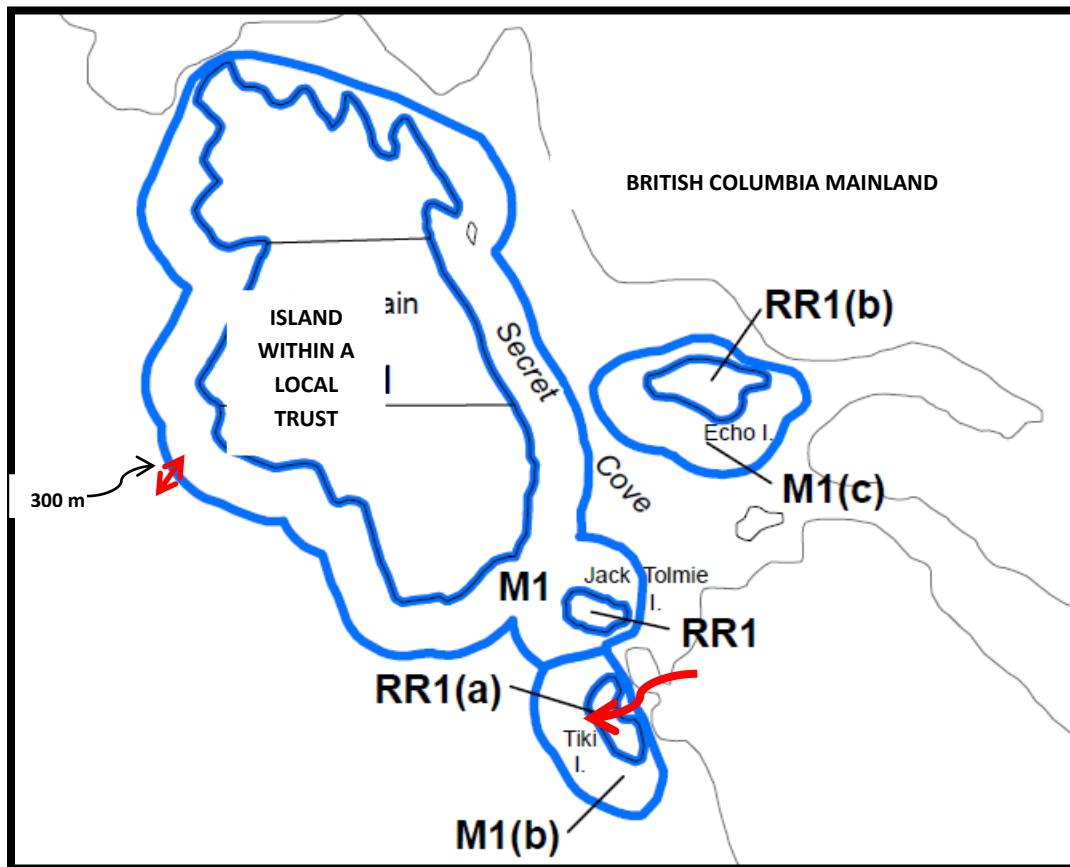 BRITISH COLUMBIA MAINLAND
RR1(b)
ain
ISLAND
WITHIN A
LOCAL
TRUST
Secret
Cove
Echo I.
M1(c)
300 m
M1
Jack Tolmie
I.
RR1
RR1(a)
Tiki
I.
M1(b)